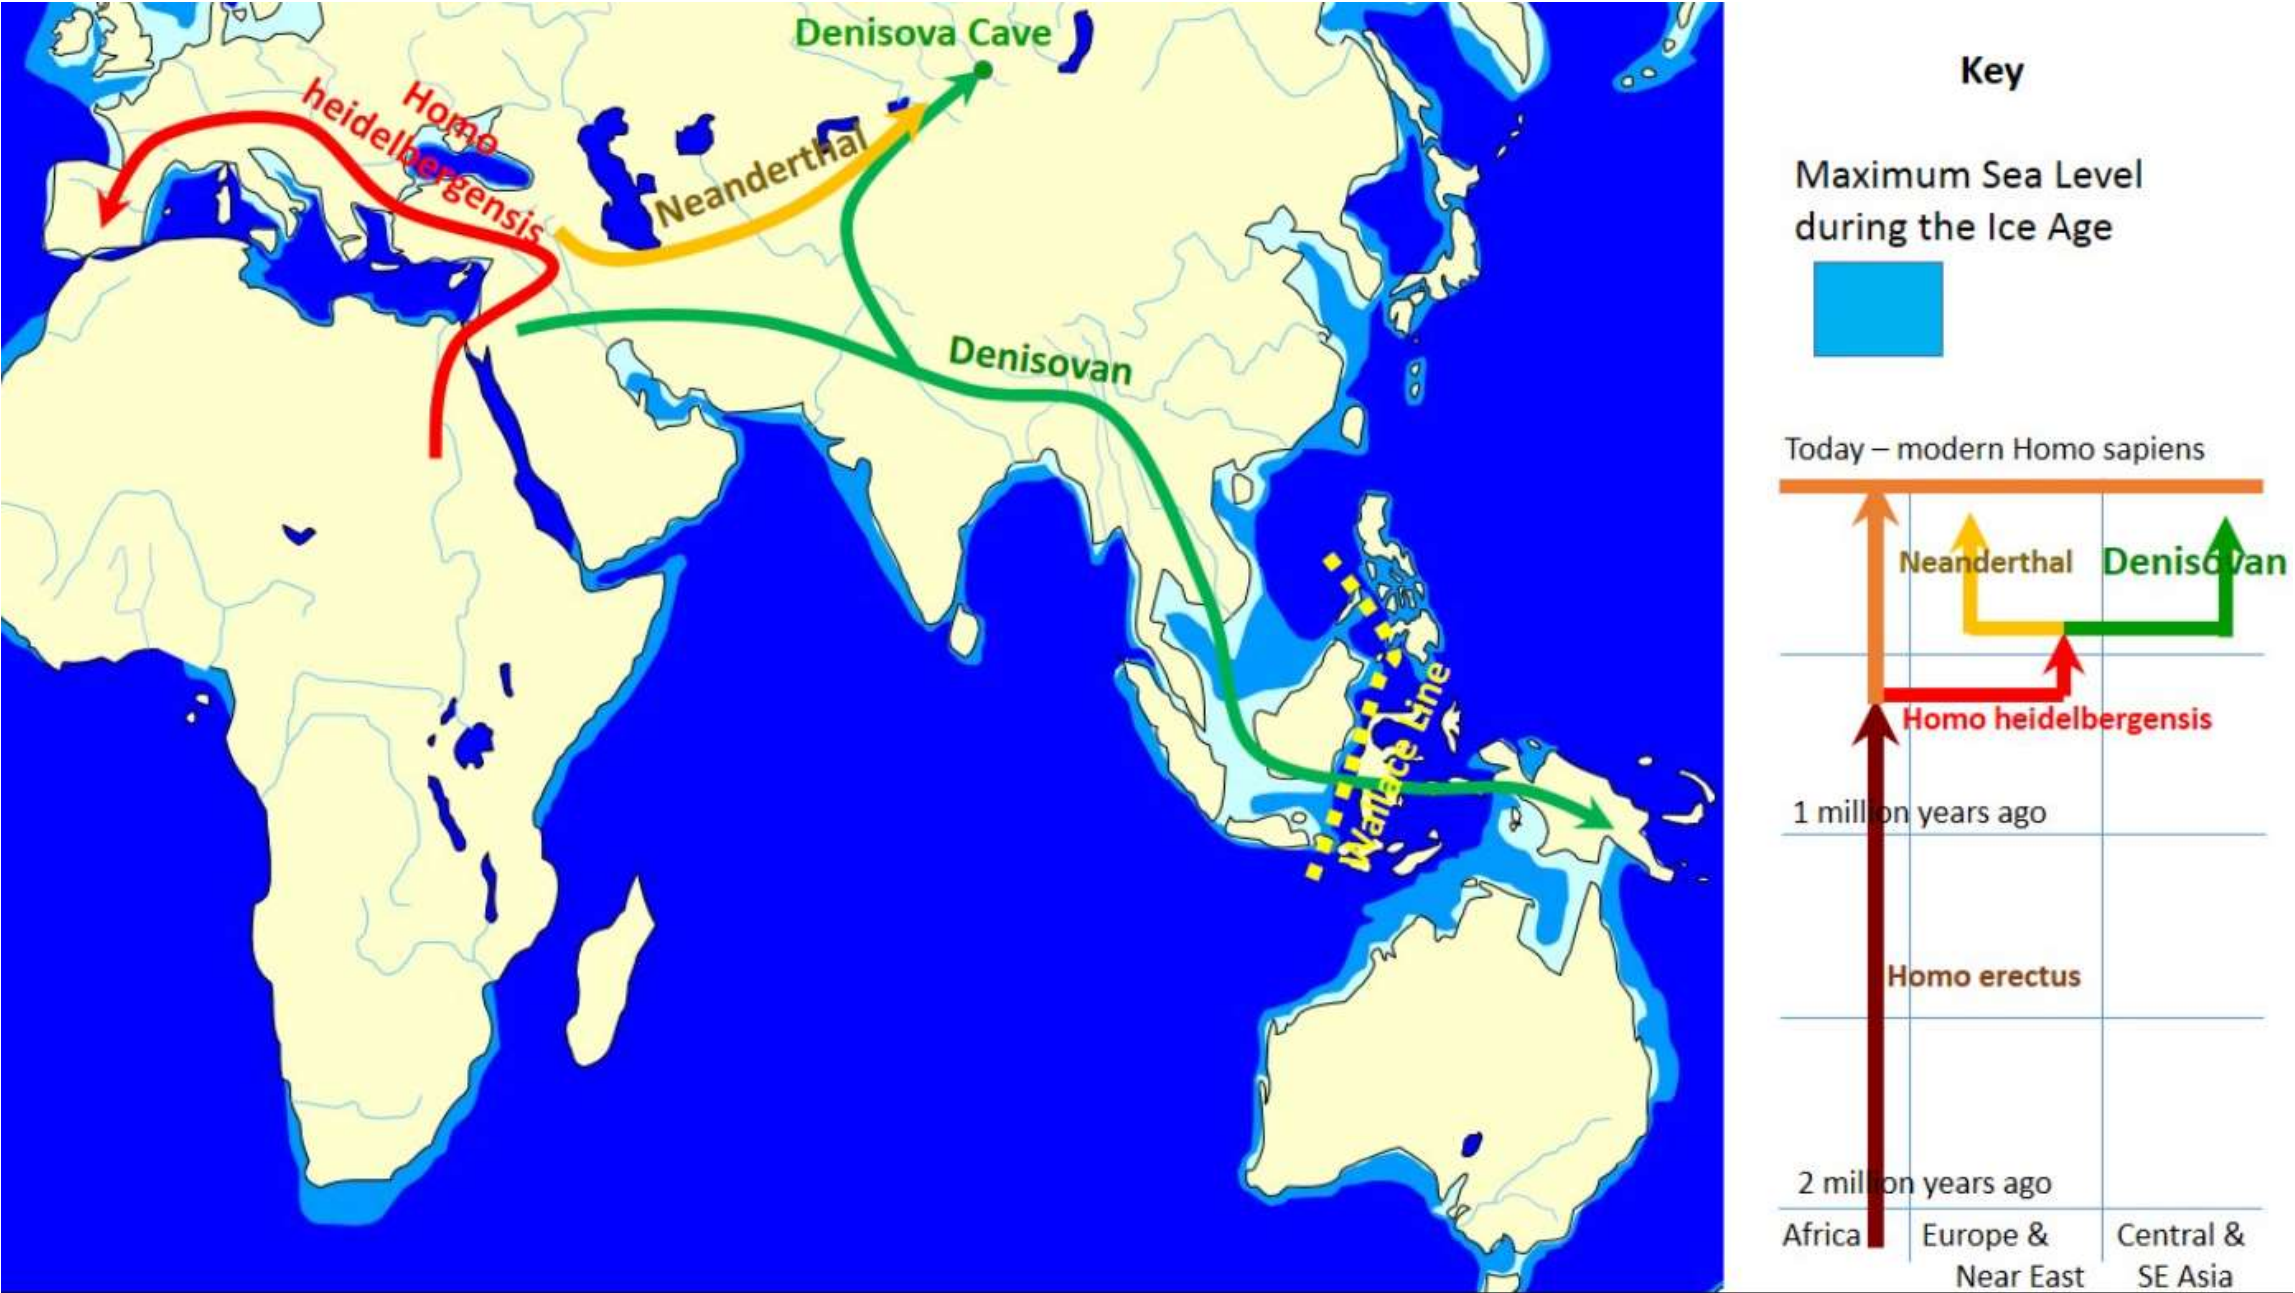 Denisova Cave
Homo
heidelbergensis
Neanderthal
Denisovan
Wallace Line
Key
Maximum Sea Level
during the Ice Age
Today – modern Homo sapiens
Neanderthal
Denisovan
Homo heidelbergensis
1 million years ago
Homo erectus
2 million years ago
Africa
Europe &
Near East
Central &
SE Asia